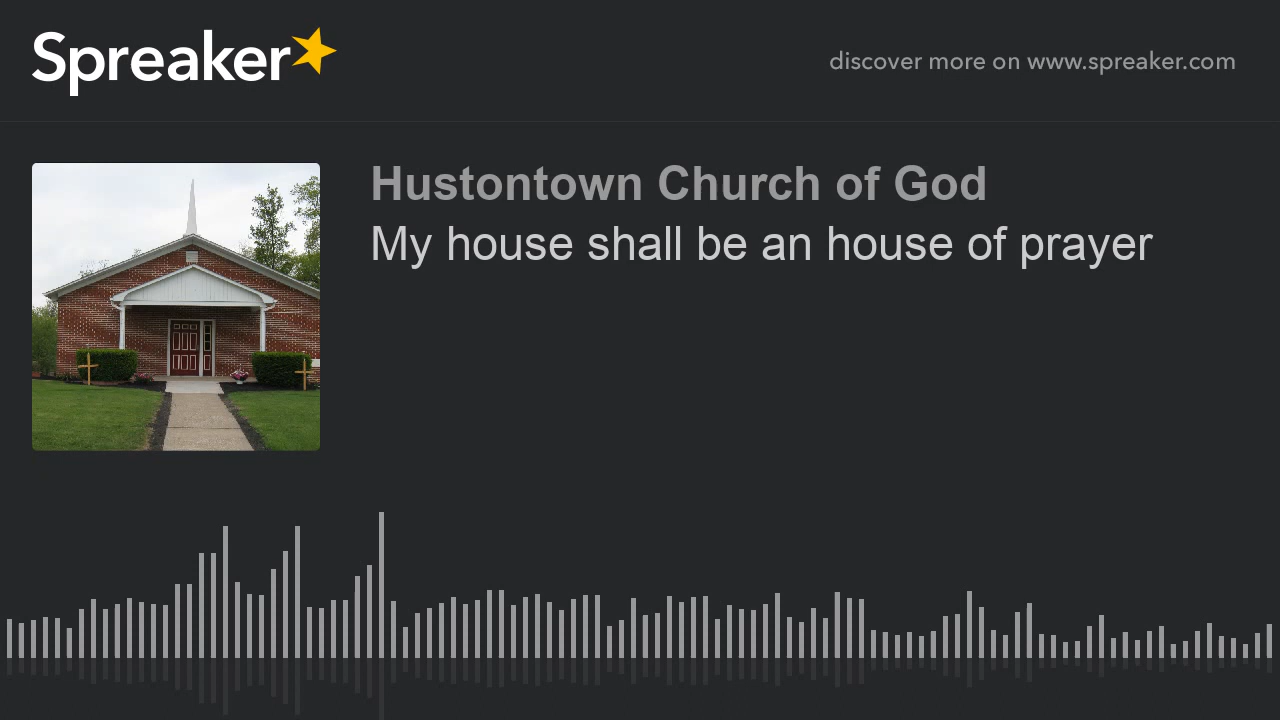 Spreaker
discover more on www.spreaker.com
Hustontown Church of God
My house shall be an house of prayer